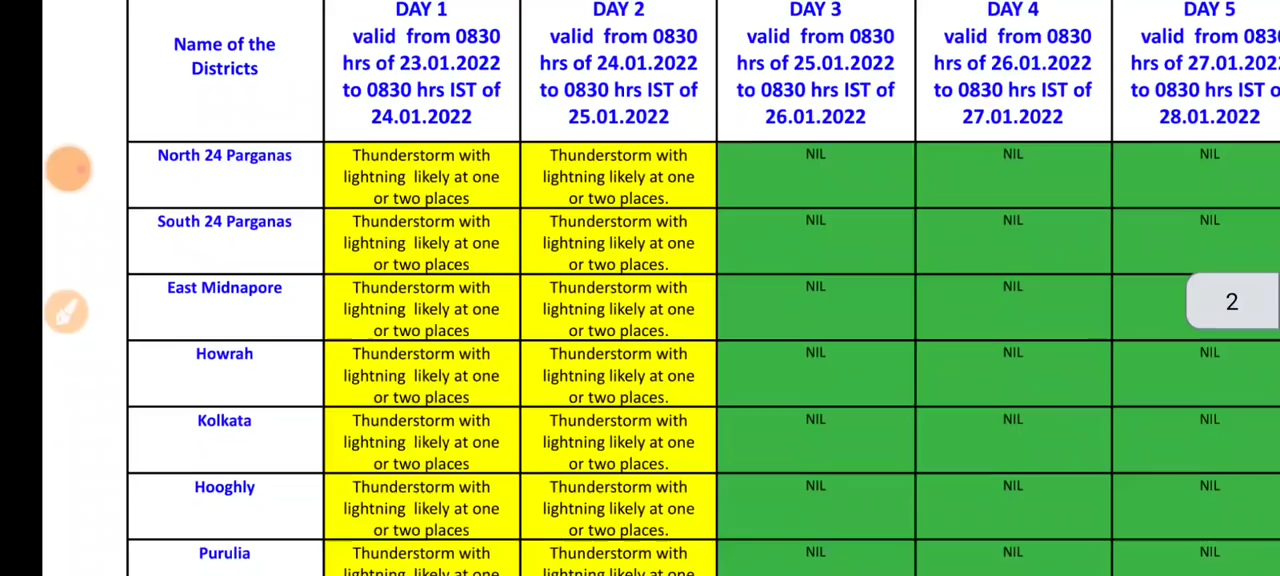 Name of the
Districts
DAY 1
valid from 0830
hrs of 23.01.2022
to 0830 hrs IST of
24.01.2022
DAY 2
valid from 0830
hrs of 24.01.2022
to 0830 hrs IST of
25.01.2022
DAY 3
valid from 0830
hrs of 25.01.2022
to 0830 hrs IST of
26.01.2022
DAY 4
valid from 0830
hrs of 26.01.2022
to 0830 hrs IST of
27.01.2022
DAY 5
valid from
hrs of
to 0830 hrs IST
28.01.2022
North 24 Parganas
Thunderstorm with
lightning likely at one
or two places
Thunderstorm with
lightning likely at one
or two places.
NIL
NIL
NIL
South 24 Parganas
Thunderstorm with
lightning likely at one
or two places
Thunderstorm with
lightning likely at one
or two places.
NIL
NIL
NIL
East Midnapore
Thunderstorm with
lightning likely at one
or two places
Thunderstorm with
lightning likely at one
or two places.
NIL
NIL
2
Howrah
Thunderstorm with
lightning likely at one
or two places
Thunderstorm with
lightning likely at one
or two places.
NIL
NIL
NIL
Kolkata
Thunderstorm with
lightning likely at one
or two places
Thunderstorm with
lightning likely at one
or two places.
NIL
NIL
NIL
Hooghly
Thunderstorm with
lightning likely at one
or two places
Thunderstorm with
lightning likely at one
or two places.
NIL
NIL
NIL
Purulia
Thunderstorm with
lightning likely at one
Thunderstorm with
lightning likely at one
NIL
NIL
NIL